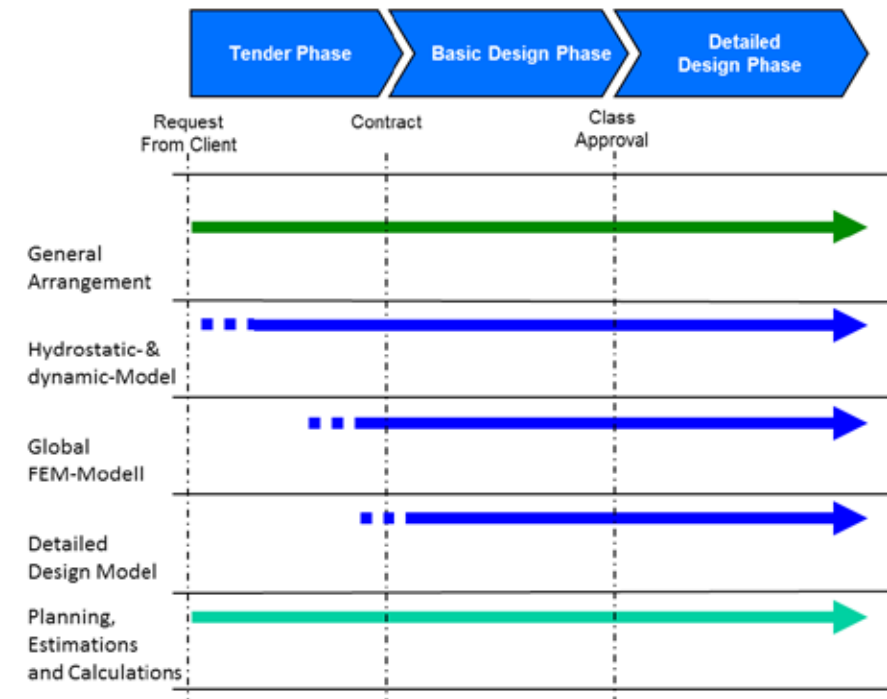 Tender Phase
Basic Design Phase
Detailed
Design Phase
Request
From Client
Contract
Class
Approval
General
Arrangement
Hydrostatic-&
dynamic-Model
Global
FEM-Modell
Detailed
Design Model
Planning,
Estimations
and Calculations